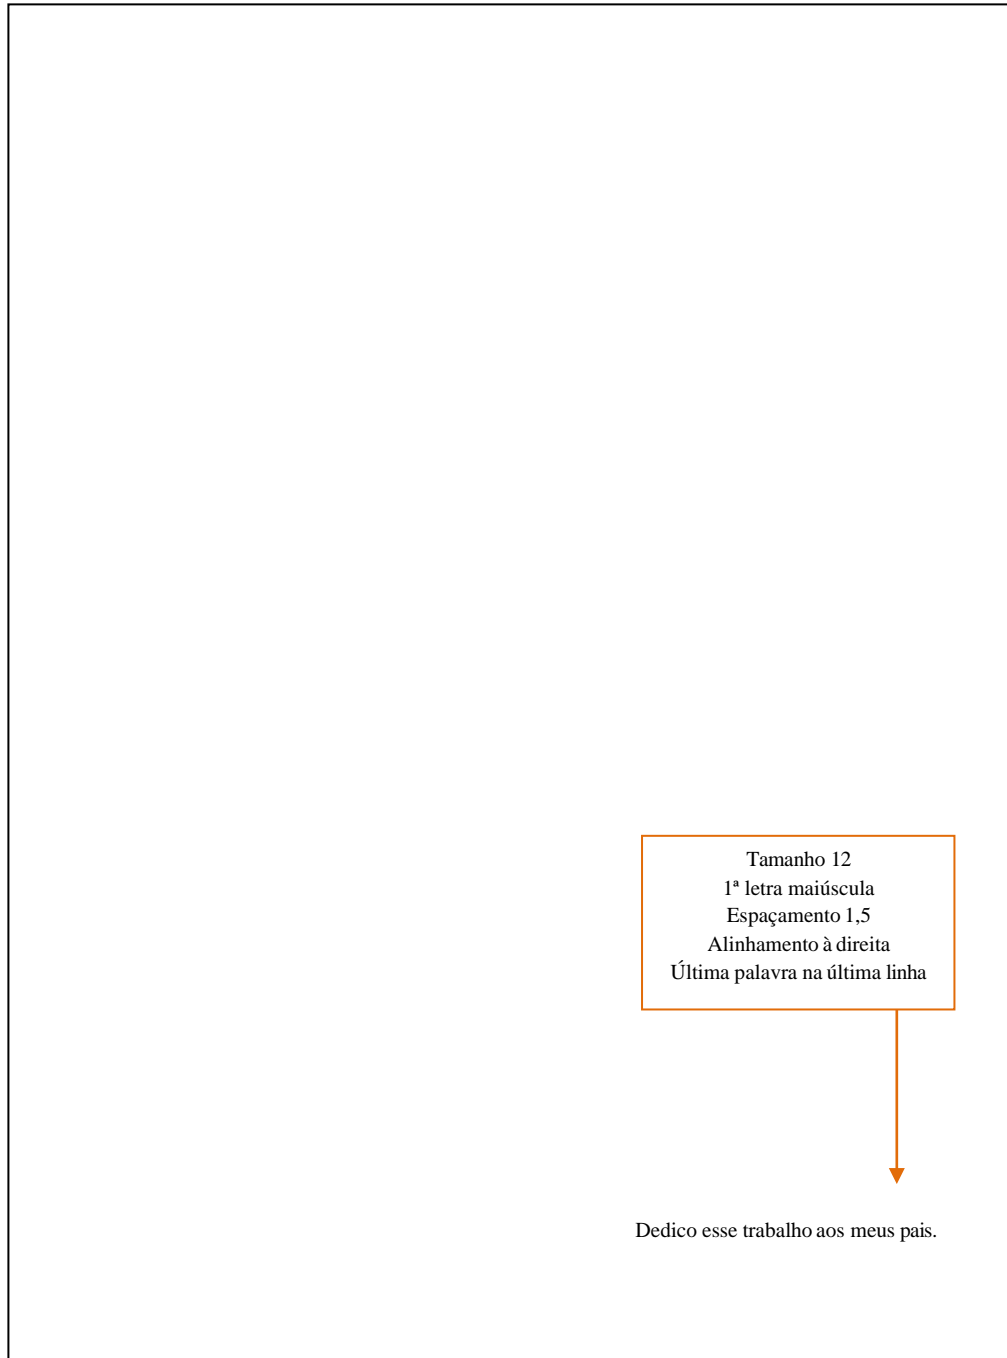 Tamanho 12
1ª letra maiúscula
Espaçamento 1,5
Alinhamento à direita
Última palavra na última linha
Dedico esse trabalho aos meus pais.